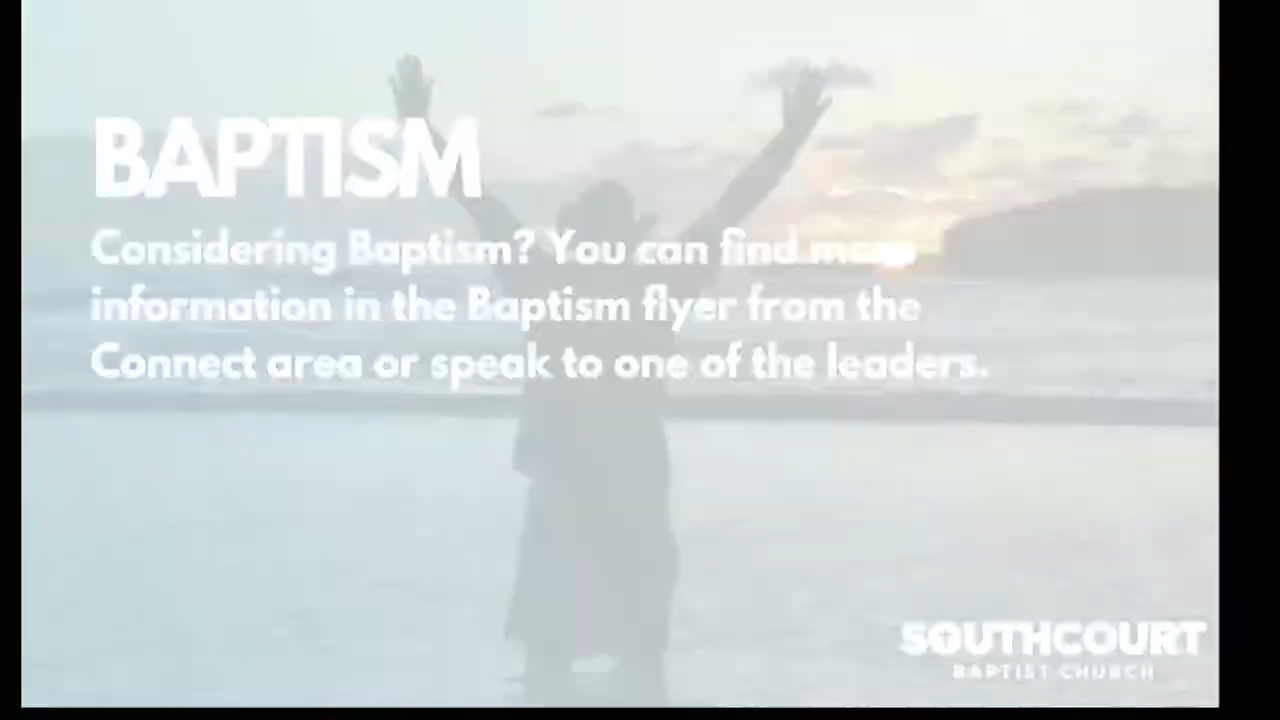 BAPTISM
Considering Baptism? You can find more
information in the Baptism flyer from the
Connect area or speak to one of the leaders.
SOUTHCOURT
BAPTIST CHURCH